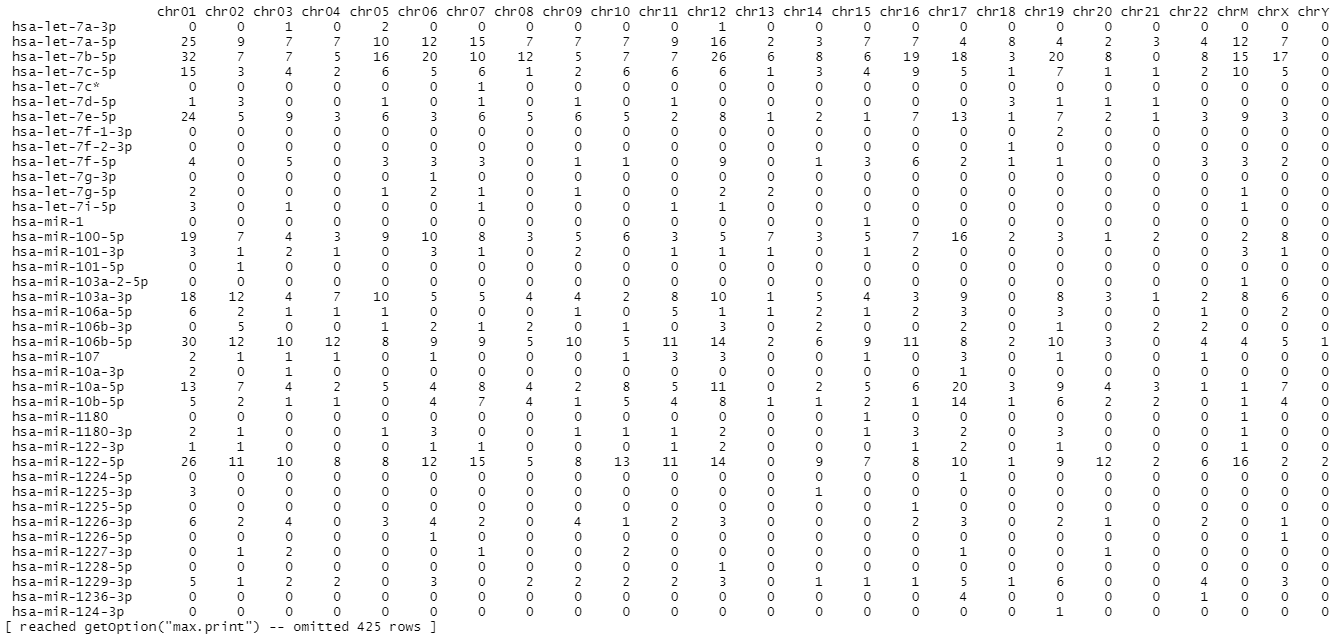 chr01 chr02 chr03 chr04 chr05 chr06 chr07 chr08 chr09 chr10 chr11 chr12 chr13 chr14 chr15 chr16 chr17 chr18 chr19 chr20 chr21 chr22 chrM chrX chrY
hsa-let-7a-3p 0 0 1 0 2 0 0 0 0 0 0 1 0 0 0 0 0 0 0 0 0 0 0 0 0
hsa-let-7a-5p 25 9 7 7 10 12 15 7 7 7 9 16 2 3 7 7 4 8 4 2 3 4 12 7 0
hsa-let-7b-5p 32 7 7 5 16 20 10 12 5 7 7 26 6 8 6 19 18 3 20 8 0 8 15 17 0
hsa-let-7c-5p 15 3 4 2 6 5 6 1 2 6 6 6 1 3 4 9 5 1 7 1 1 2 10 5 0
hsa-let-7c* 0 0 0 0 0 0 1 0 0 0 0 0 0 0 0 0 0 0 0 0 0 0 0 0 0
hsa-let-7d-5p 1 3 0 0 1 0 1 0 1 0 1 0 0 0 0 0 0 3 1 1 1 0 0 0 0
hsa-let-7e-5p 24 5 9 3 6 3 6 5 6 5 2 8 1 2 1 7 13 1 7 2 1 3 9 3 0
hsa-let-7f-1-3p 0 0 0 0 0 0 0 0 0 0 0 0 0 0 0 0 0 0 2 0 0 0 0 0 0
hsa-let-7f-2-3p 0 0 0 0 0 0 0 0 0 0 0 0 0 0 0 0 0 1 0 0 0 0 0 0 0
hsa-let-7f-5p 4 0 5 0 3 3 3 0 1 1 0 9 0 1 3 6 2 1 1 0 0 3 3 2 0
hsa-let-7g-3p 0 0 0 0 0 1 0 0 0 0 0 0 0 0 0 0 0 0 0 0 0 0 0 0 0
hsa-let-7g-5p 2 0 0 0 1 2 1 0 1 0 0 2 2 0 0 0 0 0 0 0 0 0 1 0 0
hsa-let-7i-5p 3 0 1 0 0 0 1 0 0 0 1 1 0 0 0 0 0 0 0 0 0 0 1 0 0
hsa-miR-1 0 0 0 0 0 0 0 0 0 0 0 0 0 0 1 0 0 0 0 0 0 0 0 0 0
hsa-miR-100-5p 19 7 4 3 9 10 8 3 5 6 3 5 7 3 5 7 16 2 3 1 2 0 2 8 0
hsa-miR-101-3p 3 1 2 1 0 3 1 0 2 0 1 1 1 0 1 2 0 0 0 0 0 0 3 1 0
hsa-miR-101-5p 0 1 0 0 0 0 0 0 0 0 0 0 0 0 0 0 0 0 0 0 0 0 0 0 0
hsa-miR-103a-2-5p 0 0 0 0 0 0 0 0 0 0 0 0 0 0 0 0 0 0 0 0 0 0 1 0 0
hsa-miR-103a-3p 18 12 4 7 10 5 5 4 4 2 8 10 1 5 4 3 9 0 8 3 1 2 8 6 0
hsa-miR-106a-5p 6 2 1 1 1 0 0 0 1 0 5 1 1 2 1 2 3 0 3 0 0 1 0 2 0
hsa-miR-106b-3p 0 5 0 0 1 2 1 2 0 1 0 3 0 2 0 0 2 0 1 0 2 2 0 0 0
hsa-miR-106b-5p 30 12 10 12 8 9 9 5 10 5 11 14 2 6 9 11 8 2 10 3 0 4 4 5 1
hsa-miR-107 2 1 1 1 0 1 0 0 0 1 3 3 0 0 1 0 3 0 1 0 0 1 0 0 0
hsa-miR-10a-3p 2 0 1 0 0 0 0 0 0 0 0 0 0 0 0 0 1 0 0 0 0 0 0 0 0
hsa-miR-10a-5p 13 7 4 2 5 4 8 4 2 8 5 11 0 2 5 6 20 3 9 4 3 1 1 7 0
hsa-miR-10b-5p 5 2 1 1 0 4 7 4 1 5 4 8 1 1 2 1 14 1 6 2 2 0 1 4 0
hsa-miR-1180 0 0 0 0 0 0 0 0 0 0 0 0 0 0 1 0 0 0 0 0 0 0 1 0 0
hsa-miR-1180-3p 2 1 0 0 1 3 0 0 1 1 1 2 0 0 1 3 2 0 3 0 0 0 1 0 0
hsa-miR-122-3p 1 1 0 0 0 1 1 0 0 0 1 2 0 0 0 1 2 0 1 0 0 0 1 0 0
hsa-miR-122-5p 26 11 10 8 8 12 15 5 8 13 11 14 0 9 7 8 10 1 9 12 2 6 16 2 2
hsa-miR-1224-5p 0 0 0 0 0 0 0 0 0 0 0 0 0 0 0 0 1 0 0 0 0 0 0 0 0
hsa-miR-1225-3p 3 0 0 0 0 0 0 0 0 0 0 0 0 1 0 0 0 0 0 0 0 0 0 0 0
hsa-miR-1225-5p 0 0 0 0 0 0 0 0 0 0 0 0 0 0 0 1 0 0 0 0 0 0 0 0 0
hsa-miR-1226-3p 6 2 4 0 3 4 2 0 4 1 2 3 0 0 0 2 3 0 2 1 0 2 0 1 0
hsa-miR-1226-5p 0 0 0 0 0 1 0 0 0 0 0 0 0 0 0 0 0 0 0 0 0 0 0 1 0
hsa-miR-1227-3p 0 1 2 0 0 0 1 0 0 2 0 0 0 0 0 0 1 0 0 1 0 0 0 0 0
hsa-miR-1228-5p 0 0 0 0 0 0 0 0 0 0 0 1 0 0 0 0 0 0 0 0 0 0 0 0 0
hsa-miR-1229-3p 5 1 2 2 0 3 0 2 2 2 2 3 0 1 1 1 5 1 6 0 0 4 0 3 0
hsa-miR-1236-3p 0 0 0 0 0 0 0 0 0 0 0 0 0 0 0 0 4 0 0 0 0 1 0 0 0
hsa-miR-124-3p 0 0 0 0 0 0 0 0 0 0 0 0 0 0 0 0 0 0 1 0 0 0 0 0 0
[ reached getOption("max.print") -- omitted 425 rows ]